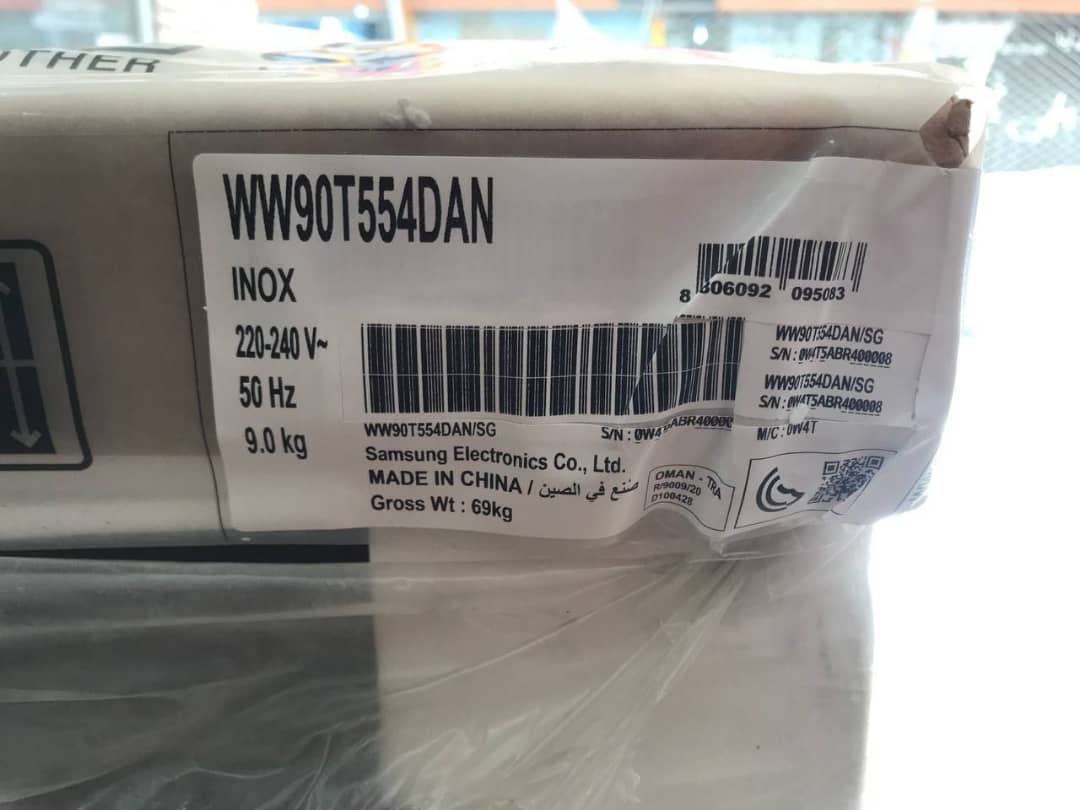 WW90T554DAN
INOX
220-240 V~
50 Hz
9.0 kg
8 806092 095083
WW90T554DAN/SG
S/N : 0W4T5ABR400008
WW90T554DAN/SG
S/N : 0W4T5ABR400008
M/C : 0W4T
WW90T554DAN/SG
Samsung Electronics Co., Ltd.
MADE IN CHINA / صنع في الصين
Gross Wt : 69kg
OMAN - TRA
R/9009/20
D100428